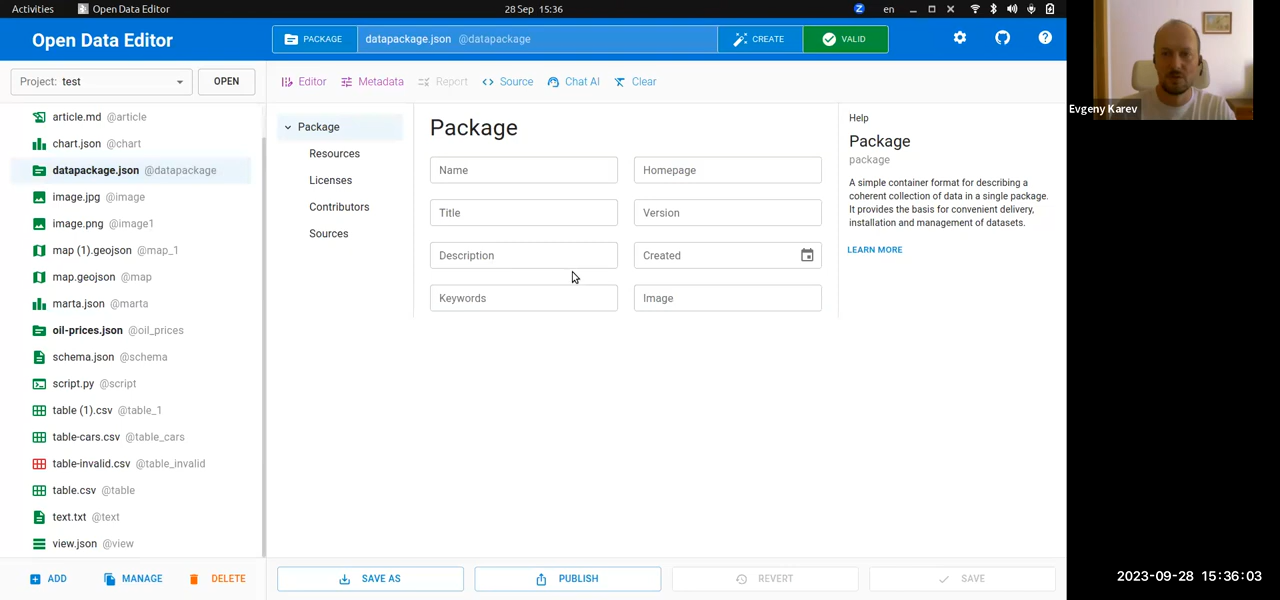 Activities Open Data Editor 28 Sep 15:36 Z en
Open Data Editor PACKAGE datapackage.json @datapackage CREATE VALID
Project: test OPEN Editor Metadata Report Source Chat AI Clear
article.md @article
chart.json @chart
datapackage.json @datapackage
image.jpg @image
image.png @image1
map (1).geojson @map_1
map.geojson @map
marta.json @marta
oil-prices.json @oil_prices
schema.json @schema
script.py @script
table (1).csv @table_1
table-cars.csv @table_cars
table-invalid.csv @table_invalid
table.csv @table
text.txt @text
view.json @view
ADD MANAGE DELETE
Package
Resources
Licenses
Contributors
Sources
Package
Name Homepage
Title Version
Description Created
Keywords Image
Help
Package
package
A simple container format for describing a
coherent collection of data in a single package.
It provides the basis for convenient delivery,
installation and management of datasets.
LEARN MORE
SAVE AS PUBLISH REVERT SAVE
Evgeny Karev
2023-09-28 15:36:03